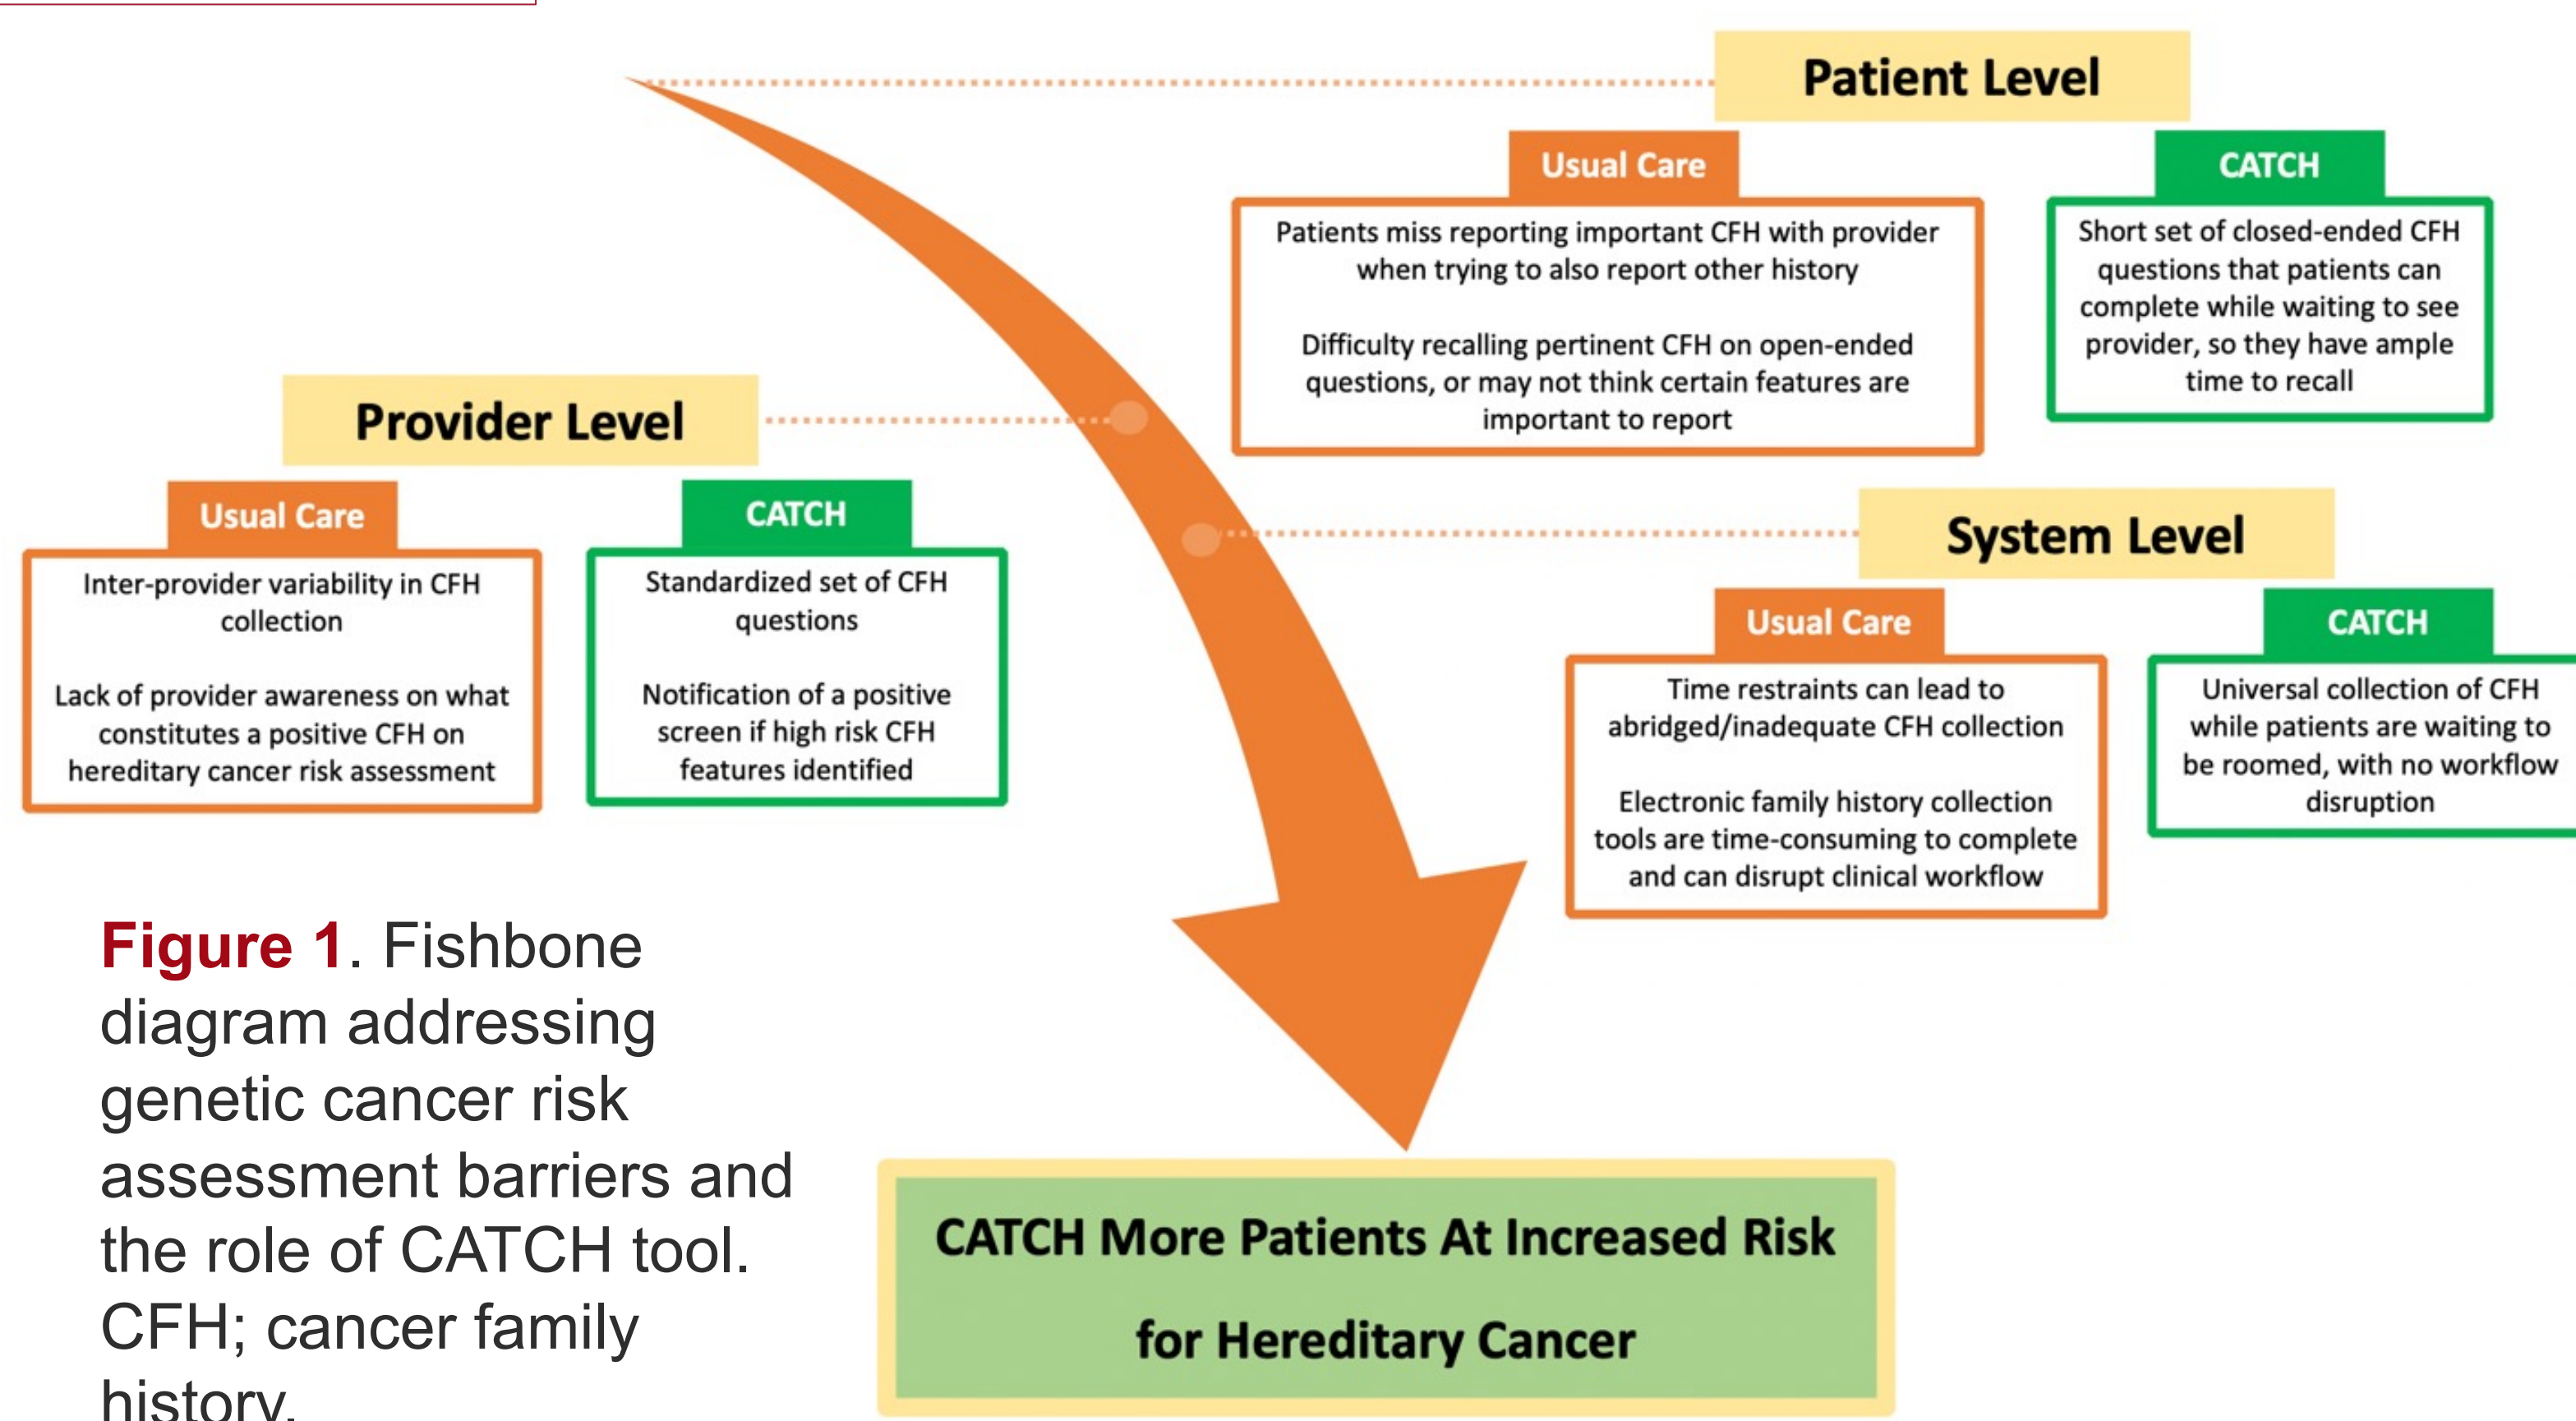 Patient Level
Usual Care
Patients miss reporting important CFH with provider
when trying to also report other history
Difficulty recalling pertinent CFH on open-ended
questions, or may not think certain features are
important to report
CATCH
Short set of closed-ended CFH
questions that patients can
complete while waiting to see
provider, so they have ample
time to recall
Provider Level
Usual Care
Inter-provider variability in CFH
collection
Lack of provider awareness on what
constitutes a positive CFH on
hereditary cancer risk assessment
CATCH
Standardized set of CFH
questions
Notification of a positive
screen if high risk CFH
features identified
System Level
Usual Care
Time restraints can lead to
abridged/inadequate CFH collection
Electronic family history collection
tools are time-consuming to complete
and can disrupt clinical workflow
CATCH
Universal collection of CFH
while patients are waiting to
be roomed, with no workflow
disruption
Figure 1. Fishbone
diagram addressing
genetic cancer risk
assessment barriers and
the role of CATCH tool.
CFH; cancer family
history.
CATCH More Patients At Increased Risk
for Hereditary Cancer